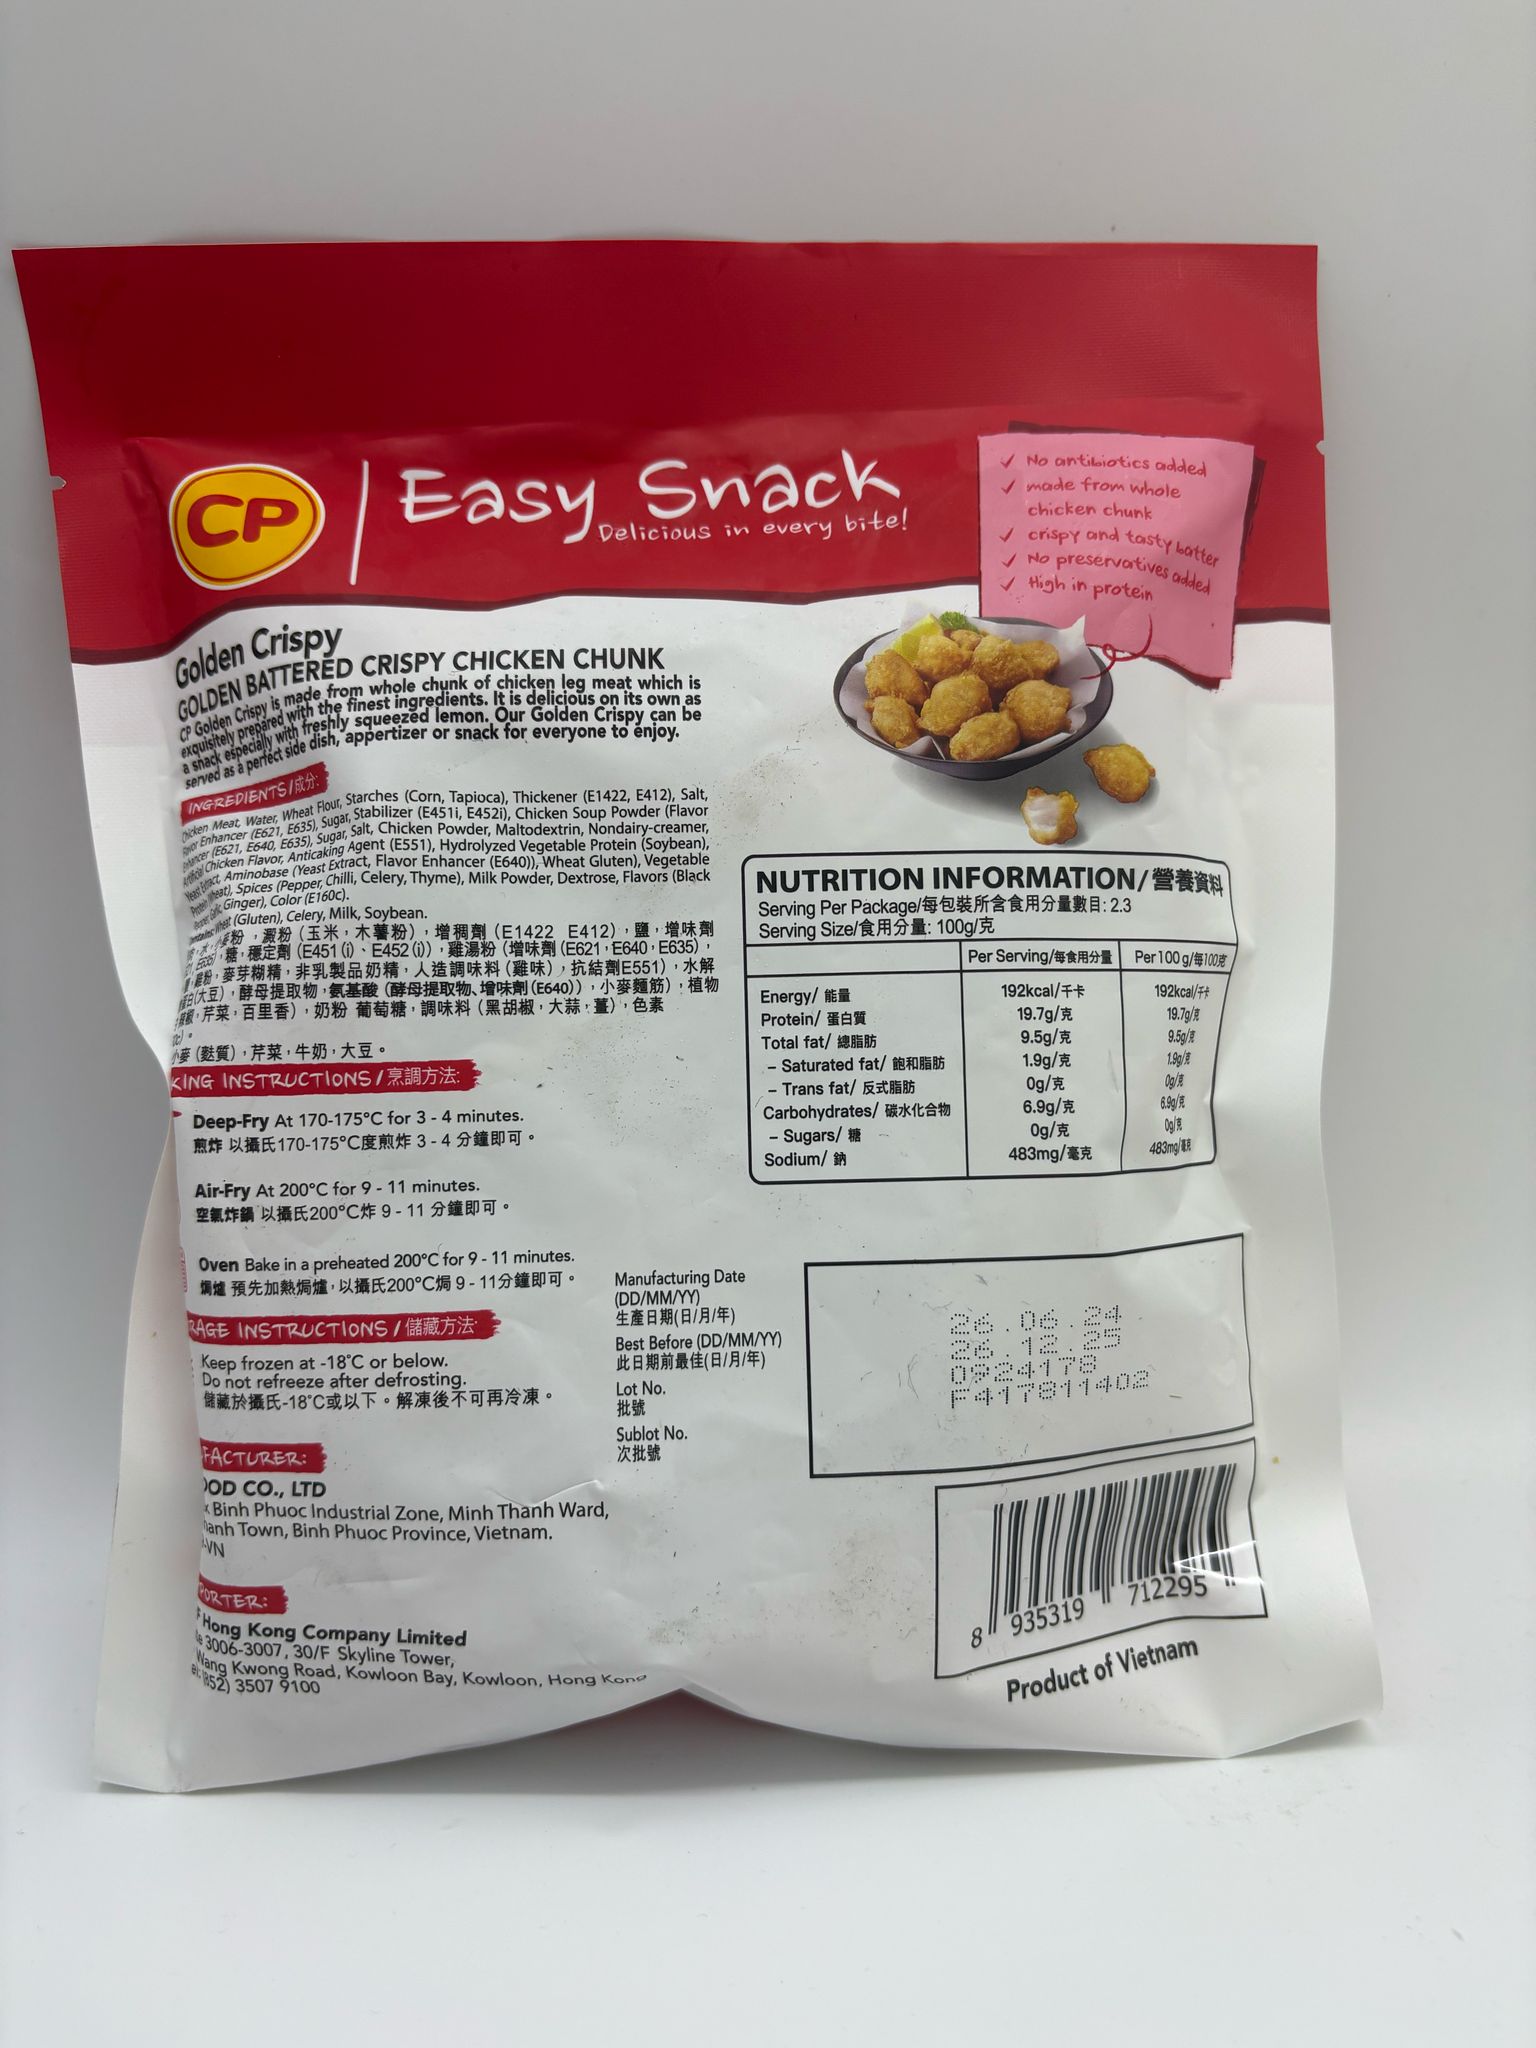 CP
Easy Snack
Delicious in every bite!
✓ No antibiotics added
✓ made from whole
chicken chunk
✓ crispy and tasty batter
✓ No preservatives added
✓ High in protein
Golden Crispy
GOLDEN BATTERED CRISPY CHICKEN CHUNK
CP Golden Crispy is made from whole chunk of chicken leg meat which is
exquisitely prepared with the finest ingredients. It is delicious on its own as
a snack especially with freshly squeezed lemon. Our Golden Crispy can be
served as a perfect side dish, appertizer or snack for everyone to enjoy.
INGREDIENTS/成分:
Chicken Meat, Water, Wheat Flour, Starches (Corn, Tapioca), Thickener (E1422, E412), Salt,
Enhancer (E621, E635), Sugar, Stabilizer (E451i, E452i), Chicken Soup Powder (Flavor
(E621, E640, E635), Sugar, Salt, Chicken Powder, Maltodextrin, Nondairy-creamer,
Chicken Flavor, Anticaking Agent (E551), Hydrolyzed Vegetable Protein (Soybean),
Extract, Aminobase (Yeast Extract, Flavor Enhancer (E640)), Wheat Gluten), Vegetable
Protein (Wheat), Spices (Pepper, Chilli, Celery, Thyme), Milk Powder, Dextrose, Flavors (Black
Ginger), Color (E160c).
Wheat (Gluten), Celery, Milk, Soybean.
粉，澱粉（玉米，木薯粉），增稠劑（E1422 E412），鹽，增味劑
糖，穩定劑（E451 (i)、E452 (i)），雞湯粉（增味劑 (E621，E640，E635)，
雞粉，麥芽糊精，非乳製品奶精，人造調味料（雞味），抗結劑E551），水解
蛋白(大豆)，酵母提取物，氨基酸（酵母提取物、增味劑 (E640)），小麥麵筋），植物
芹菜，百里香），奶粉 葡萄糖，調味料（黑胡椒，大蒜，薑），色素
小麥（麩質），芹菜，牛奶，大豆。
KING INSTRUCTIONS/烹調方法:
Deep-Fry At 170-175°C for 3 - 4 minutes.
煎炸 以攝氏170-175°C度煎炸 3 - 4 分鐘即可。
Air-Fry At 200°C for 9 - 11 minutes.
空氣炸鍋 以攝氏200°C炸 9 - 11 分鐘即可。
Oven Bake in a preheated 200°C for 9 - 11 minutes.
焗爐 預先加熱焗爐，以攝氏200°C焗 9 - 11分鐘即可。
RAGE INSTRUCTIONS/儲藏方法:
Keep frozen at -18°C or below.
Do not refreeze after defrosting.
儲藏於攝氏-18°C或以下。解凍後不可再冷凍。
FACTURER:
OOD CO., LTD
Binh Phuoc Industrial Zone, Minh Thanh Ward,
hanh Town, Binh Phuoc Province, Vietnam.
-VN
PORTER:
F Hong Kong Company Limited
3006-3007, 30/F Skyline Tower,
Wang Kwong Road, Kowloon Bay, Kowloon, Hong Kong
(852) 3507 9100
NUTRITION INFORMATION/營養資料
Serving Per Package/每包裝所含食用分量數目: 2.3
Serving Size/食用分量: 100g/克
Per Serving/每食用分量 Per 100 g/每100克
Energy/ 能量 192kcal/千卡 192kcal/千卡
Protein/ 蛋白質 19.7g/克 19.7g/克
Total fat/ 總脂肪 9.5g/克 9.5g/克
- Saturated fat/ 飽和脂肪 1.9g/克 1.9g/克
- Trans fat/ 反式脂肪 0g/克 0g/克
Carbohydrates/ 碳水化合物 6.9g/克 6.9g/克
- Sugars/ 糖 0g/克 0g/克
Sodium/ 鈉 483mg/毫克 483mg/毫克
Manufacturing Date
(DD/MM/YY)
生產日期(日/月/年)
Best Before (DD/MM/YY)
此日期前最佳(日/月/年)
Lot No.
批號
Sublot No.
次批號
26.06.24
26.12.25
0924178
F417811402
8 935319 712295
Product of Vietnam